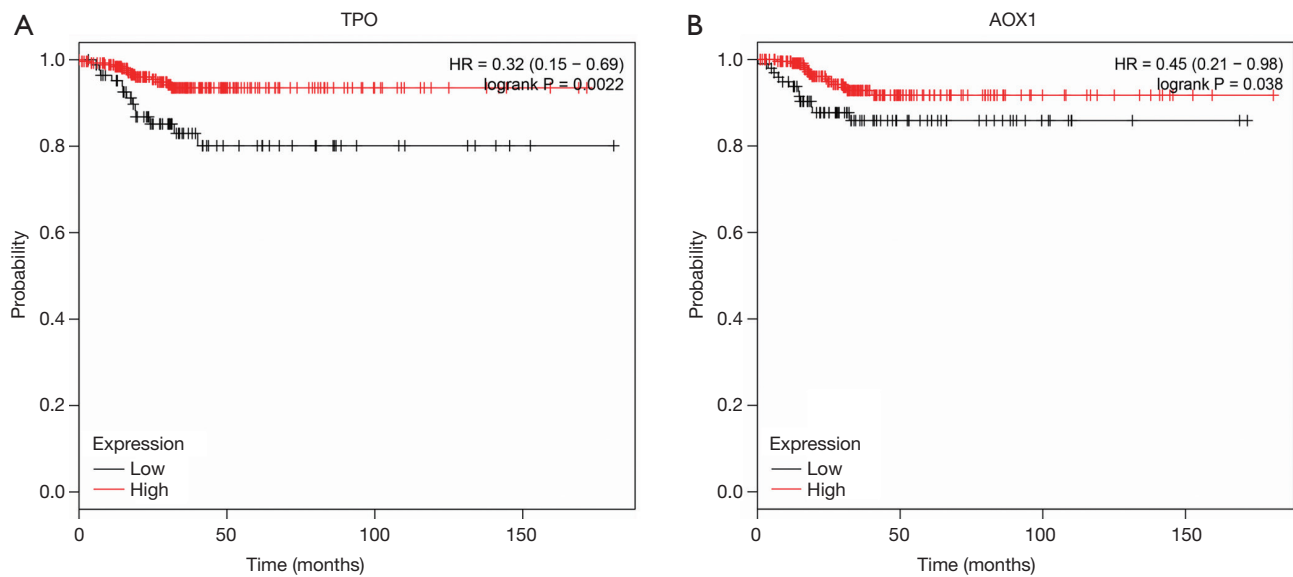 A
TPO
HR = 0.32 (0.15 − 0.69)
logrank P = 0.0022
1.0
0.8
0.6
0.4
0.2
0.0
Probability
Expression
Low
High
0
50
100
150
Time (months)
B
AOX1
HR = 0.45 (0.21 − 0.98)
logrank P = 0.038
1.0
0.8
0.6
0.4
0.2
0.0
Probability
Expression
Low
High
0
50
100
150
Time (months)